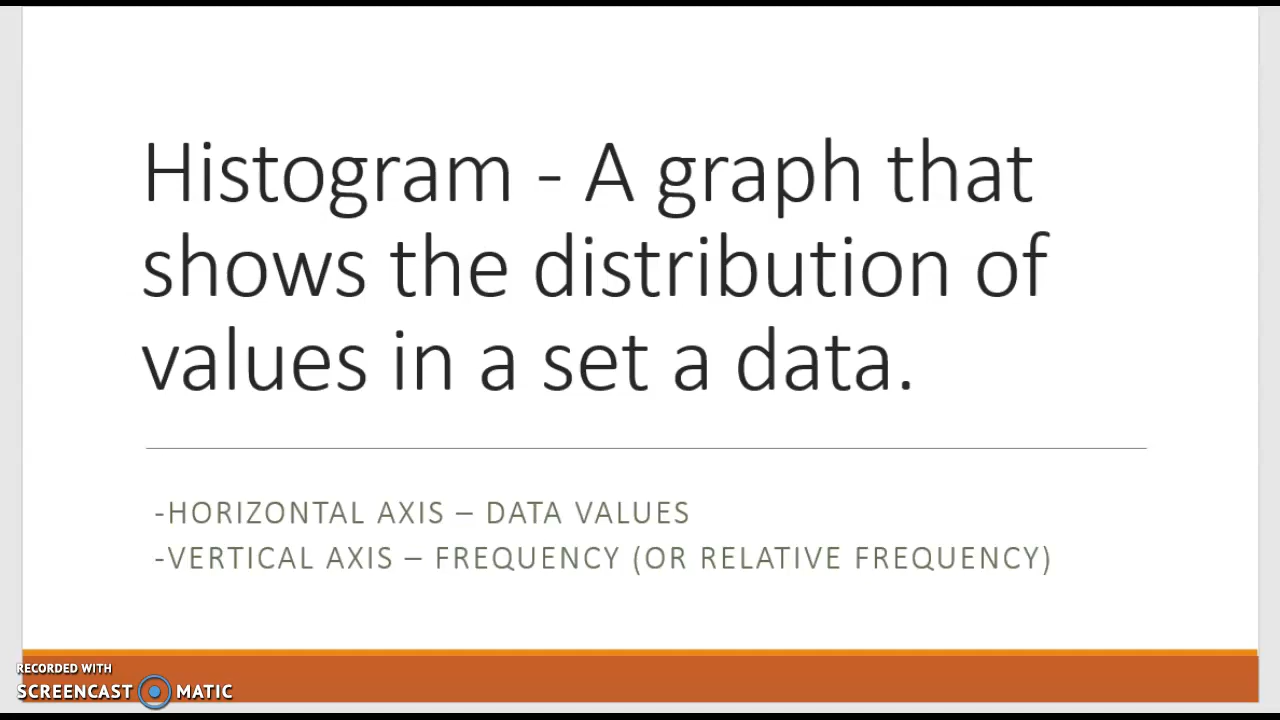 Histogram - A graph that
shows the distribution of
values in a set a data.
-HORIZONTAL AXIS – DATA VALUES
-VERTICAL AXIS – FREQUENCY (OR RELATIVE FREQUENCY)
RECORDED WITH
SCREENCAST MATIC